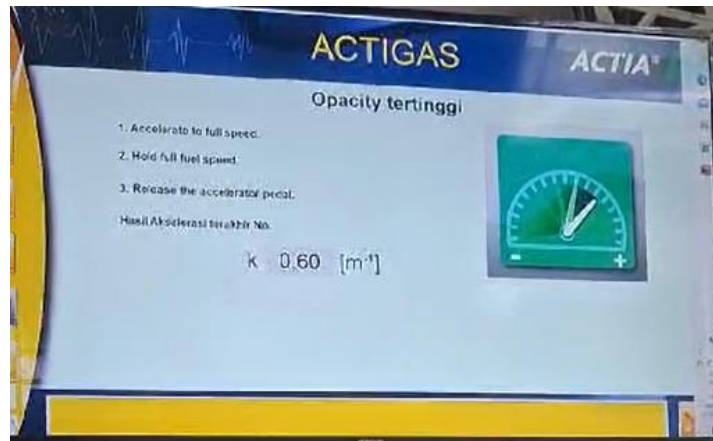 ACTIGAS
ACTIA®
Opacity tertinggi
1. Accelerate to full speed.
2. Hold full fuel speed
3. Release the accelerator pedal.
Hasil Akselerasi terakhir No.
k 0,60 [m⁻¹]
- +